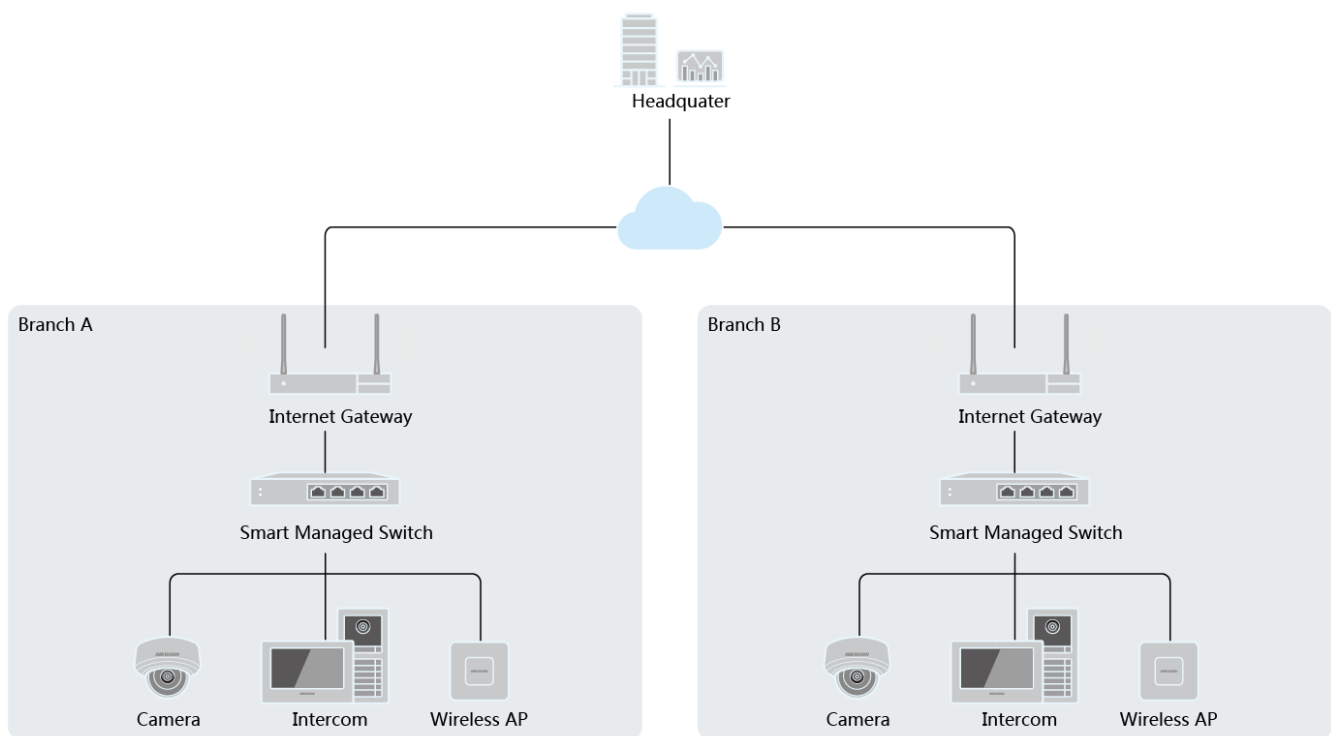 Headquater
Branch A
Internet Gateway
Smart Managed Switch
Camera
Intercom
Wireless AP
Branch B
Internet Gateway
Smart Managed Switch
Camera
Intercom
Wireless AP